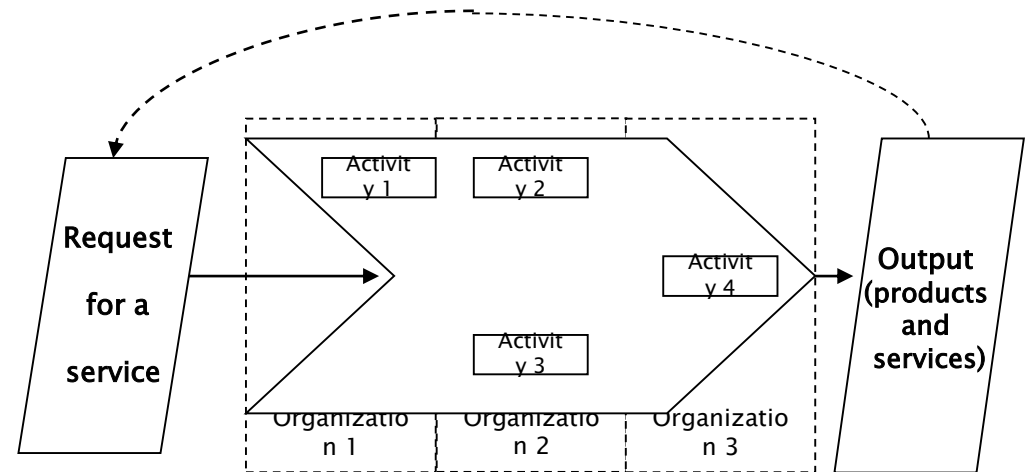 Request
for a
service
Activit
y 1
Activit
y 2
Activit
y 3
Activit
y 4
Organizatio
n 1
Organizatio
n 2
Organizatio
n 3
Output
(products
and
services)